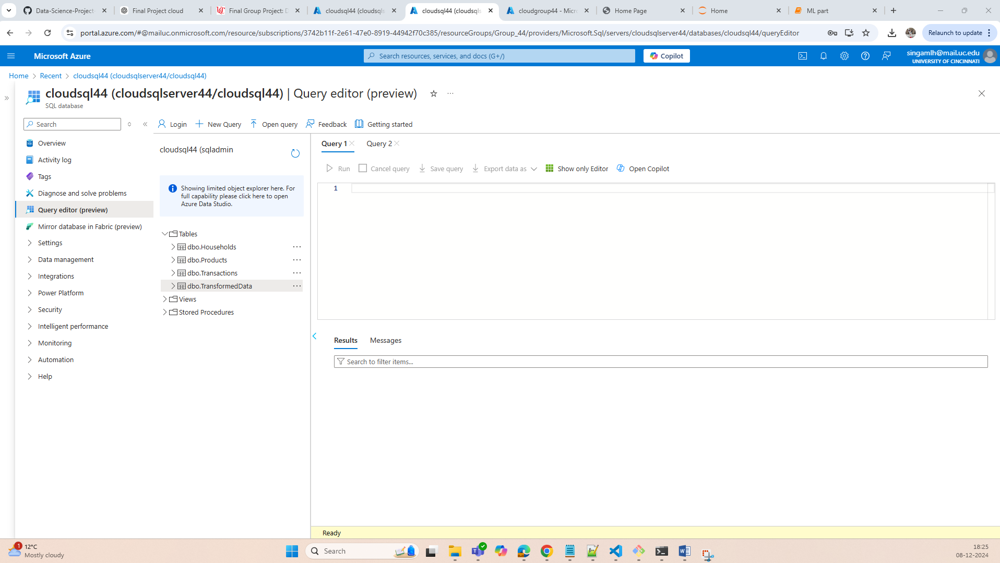 Data-Science-Project
Final Project cloud
Final Group Project: D
cloudsql44 (cloudsqls
cloudsql44 (cloudsqls
cloudgroup44 - Micro
Home Page
Home
ML part
portal.azure.com/#@mailuc.onmicrosoft.com/resource/subscriptions/3742b11f-2e61-47e0-8919-44942f70c385/resourceGroups/Group_44/providers/Microsoft.Sql/servers/cloudsqlserver44/databases/cloudsql44/queryEditor
Relaunch to update
Microsoft Azure
Search resources, services, and docs (G+/)
Copilot
singamlh@mail.uc.edu
UNIVERSITY OF CINCINNATI
Home
Recent
cloudsql44 (cloudsqlserver44/cloudsql44)
cloudsql44 (cloudsqlserver44/cloudsql44) | Query editor (preview)
SQL database
Search
Login
New Query
Open query
Feedback
Getting started
Overview
Activity log
Tags
Diagnose and solve problems
Query editor (preview)
Mirror database in Fabric (preview)
Settings
Data management
Integrations
Power Platform
Security
Intelligent performance
Monitoring
Automation
Help
cloudsql44 (sqladmin
Showing limited object explorer here. For
full capability please click here to open
Azure Data Studio.
Tables
dbo.Households
dbo.Products
dbo.Transactions
dbo.TransformedData
Views
Stored Procedures
Query 1
Query 2
Run
Cancel query
Save query
Export data as
Show only Editor
Open Copilot
1
Results
Messages
Search to filter items...
Ready
1
12°C
Mostly cloudy
Search
18:25
08-12-2024